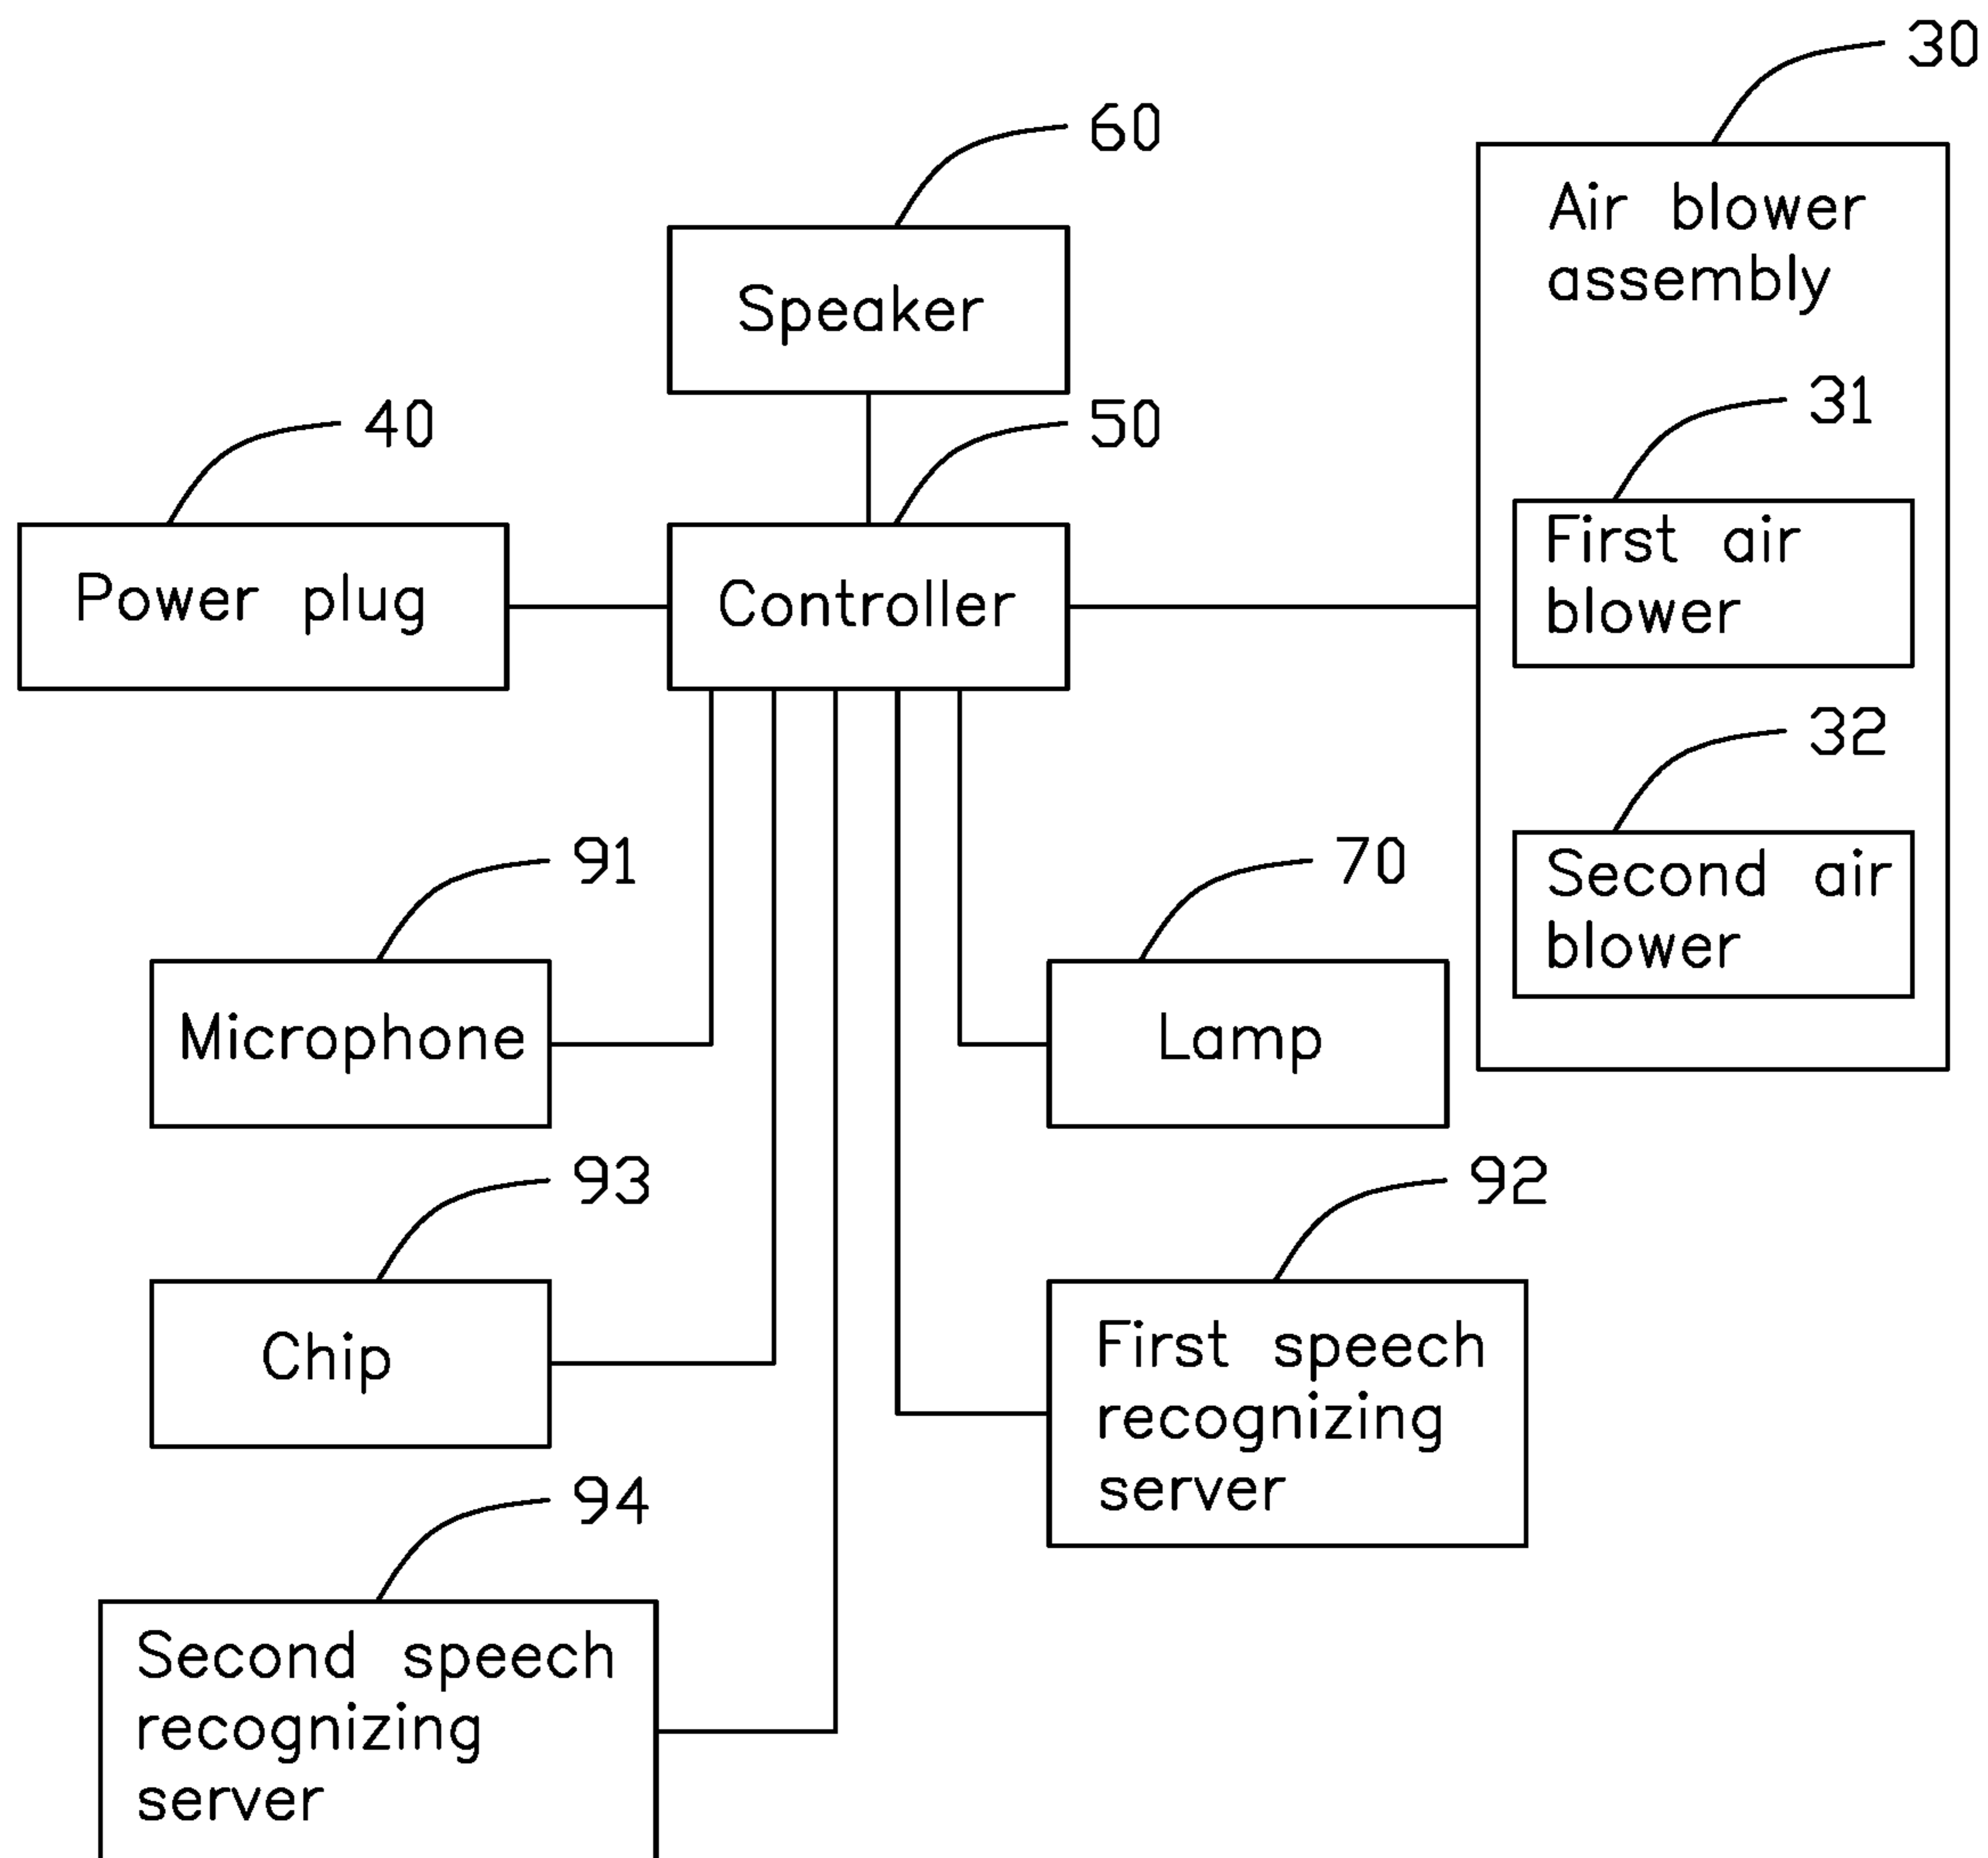 30
60
Air blower
assembly
Speaker
31
40
50
First air
blower
Power plug
Controller
32
91
70
Second air
blower
Microphone
Lamp
93
92
Chip
First speech
recognizing
server
94
Second speech
recognizing
server